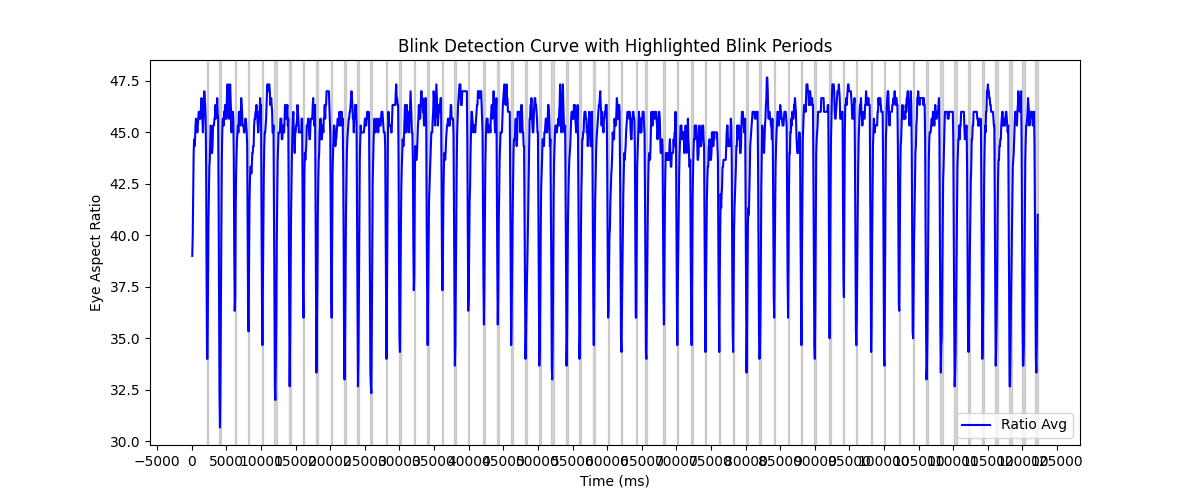 Blink Detection Curve with Highlighted Blink Periods
47.5
45.0
42.5
40.0
37.5
35.0
32.5
30.0
Eye Aspect Ratio
Ratio Avg
−5000 0 5000 10000 15000 20000 25000 30000 35000 40000 45000 50000 55000 60000 65000 70000 75000 80000 85000 90000 95000 100000 105000 110000 115000 120000 125000
Time (ms)